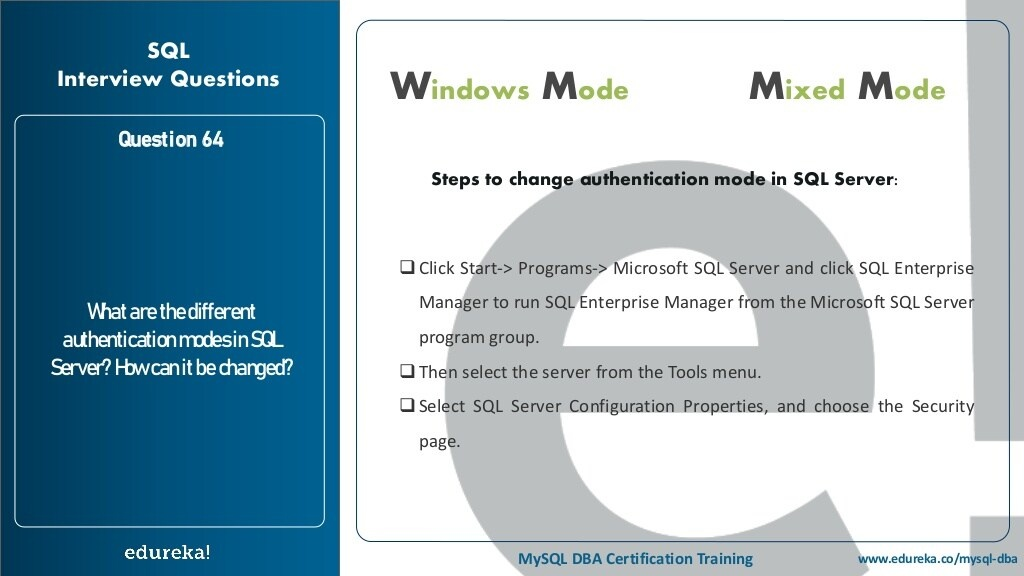 SQL
Interview Questions
Question 64
What are the different
authentication modes in SQL
Server? How can it be changed?
edureka!
Windows Mode
Mixed Mode
Steps to change authentication mode in SQL Server:
Click Start-> Programs-> Microsoft SQL Server and click SQL Enterprise
Manager to run SQL Enterprise Manager from the Microsoft SQL Server
program group.
Then select the server from the Tools menu.
Select SQL Server Configuration Properties, and choose the Security
page.
MySQL DBA Certification Training
www.edureka.co/mysql-dba